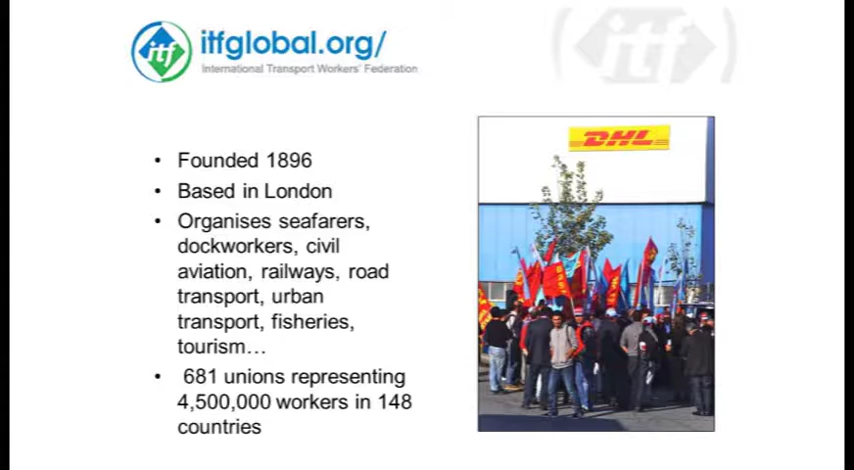 itf
itfglobal.org/
International Transport Workers' Federation
itf
• Founded 1896
• Based in London
• Organises seafarers,
dockworkers, civil
aviation, railways, road
transport, urban
transport, fisheries,
tourism…
• 681 unions representing
4,500,000 workers in 148
countries
DHL